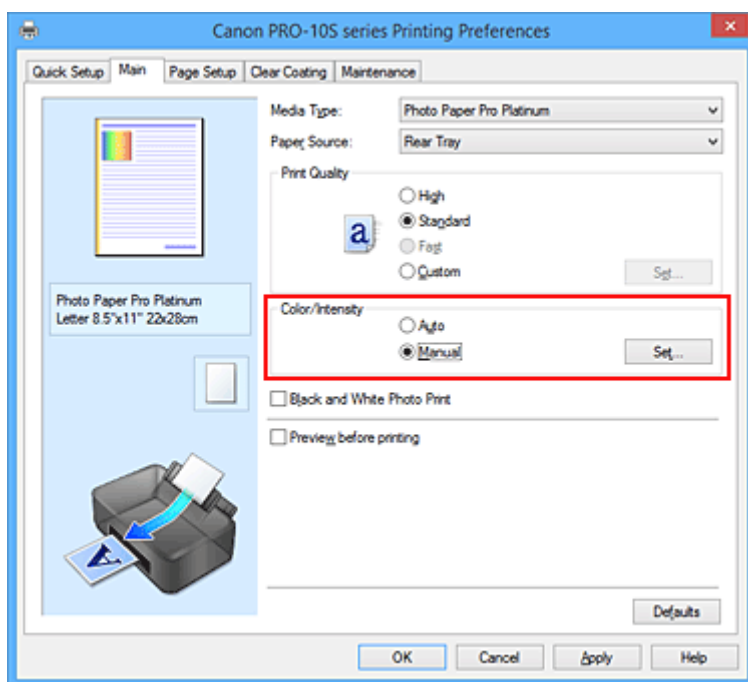 Canon PRO-10S series Printing Preferences
Quick Setup Main Page Setup Clear Coating Maintenance
Media Type: Photo Paper Pro Platinum
Paper Source: Rear Tray
Print Quality
High
a Standard
Fast
Custom Set...
Photo Paper Pro Platinum
Letter 8.5"x11" 22x28cm
Color/Intensity
Auto
Manual Set...
Black and White Photo Print
Preview before printing
A
Defaults
OK Cancel Apply Help